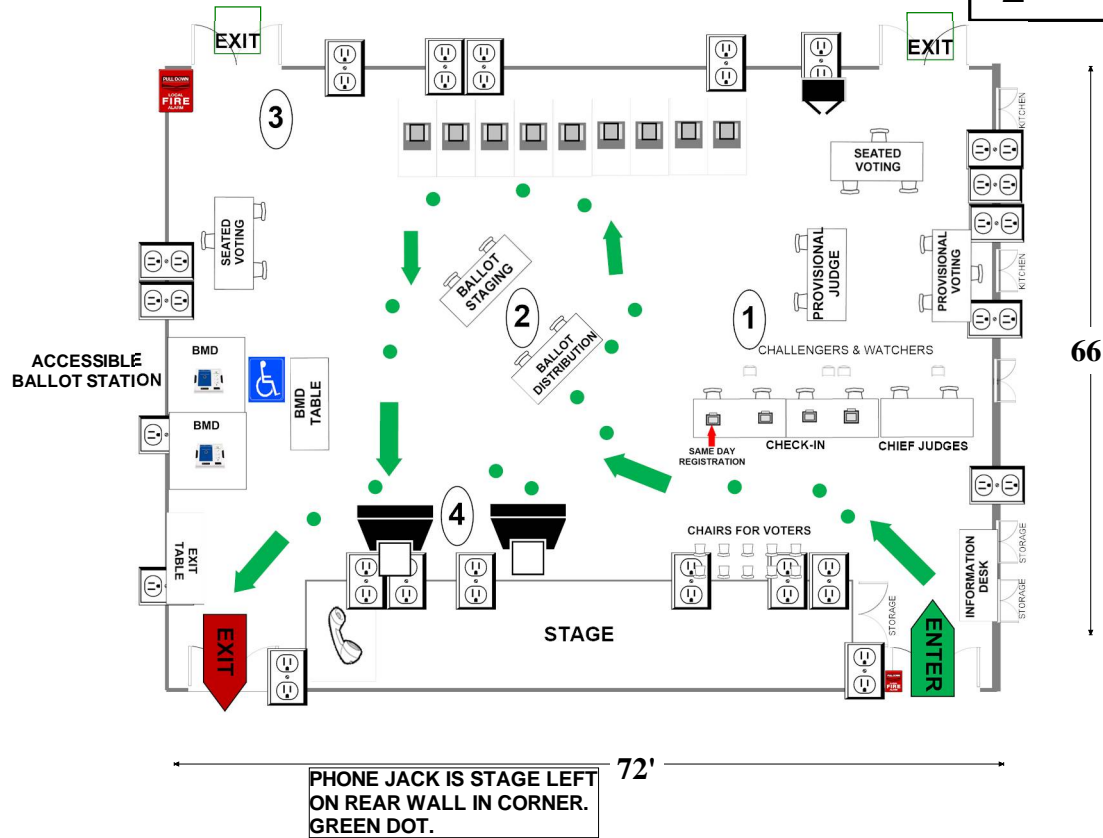 EXIT
EXIT
PULL DOWN
LOCAL
FIRE
ALARM
3
KITCHEN
SEATED
VOTING
SEATED
VOTING
BALLOT
STAGING
PROVISIONAL
JUDGE
PROVISIONAL
VOTING
KITCHEN
2
1
BALLOT
DISTRIBUTION
CHALLENGERS & WATCHERS
66
ACCESSIBLE
BALLOT STATION
BMD
BMD
TABLE
BMD
SAME DAY
REGISTRATION
CHECK-IN
CHIEF JUDGES
4
CHAIRS FOR VOTERS
EXIT
TABLE
INFORMATION
DESK
STORAGE
STORAGE
STORAGE
STAGE
EXIT
ENTER
FIRE
72'
PHONE JACK IS STAGE LEFT
ON REAR WALL IN CORNER.
GREEN DOT.